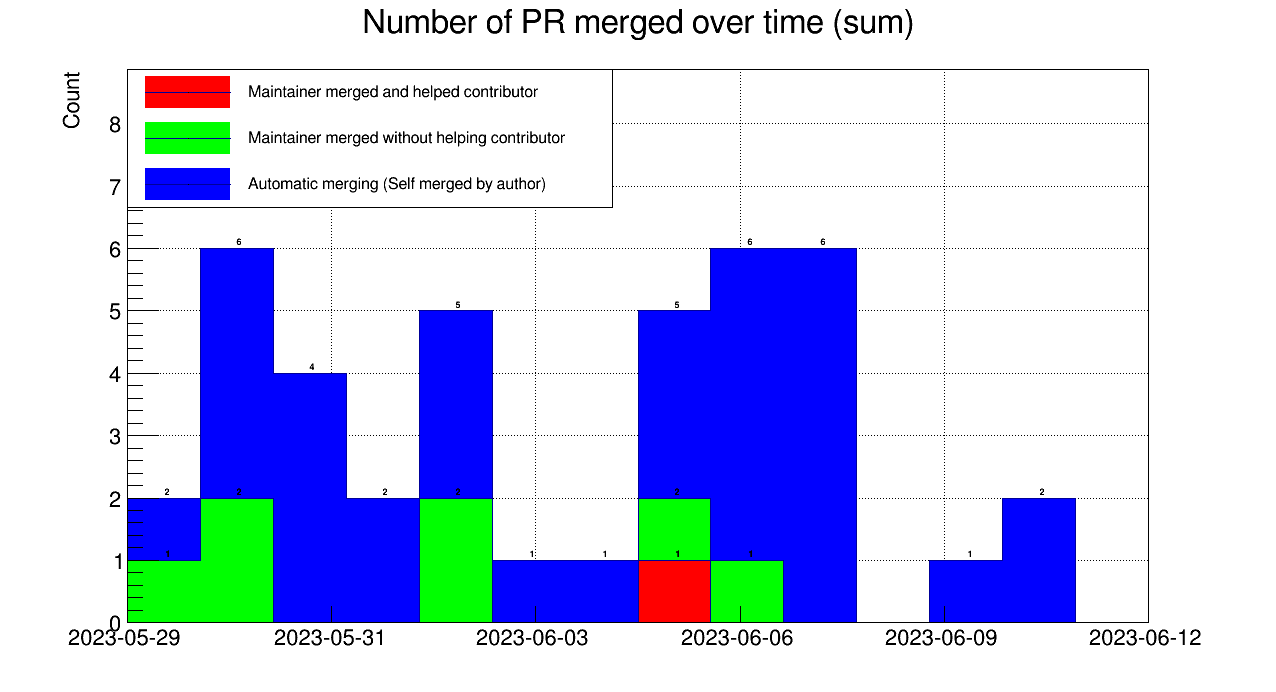 Number of PR merged over time (sum)
Count
Maintainer merged and helped contributor
Maintainer merged without helping contributor
Automatic merging (Self merged by author)
8
7
6
5
4
3
2
1
0
6 6 6
5 5
4
2 2 2 2 2 2
1 1 1 1 1 1
2
1
2023-05-29 2023-05-31 2023-06-03 2023-06-06 2023-06-09 2023-06-12